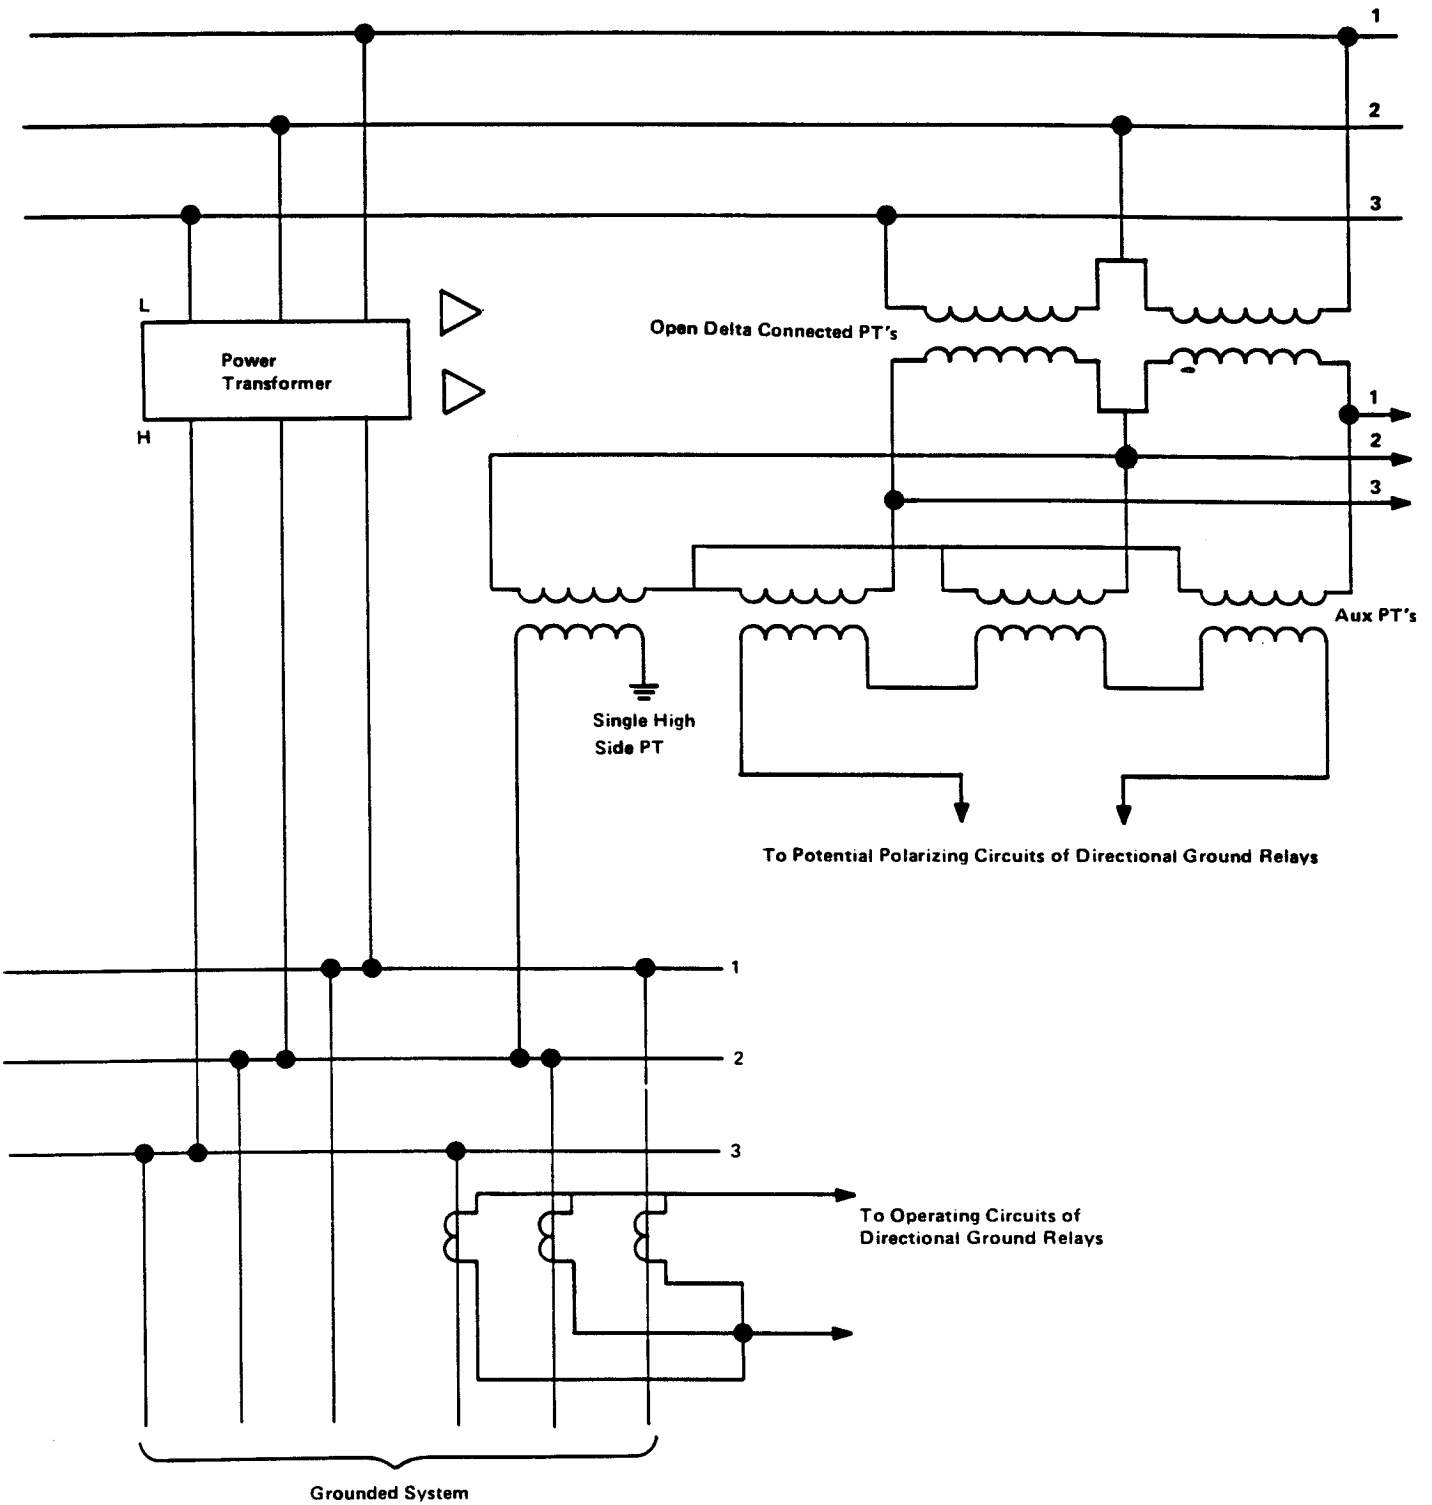 1
2
3
L
Power
Transformer
H
Open Delta Connected PT's
1
2
3
Aux PT's
Single High
Side PT
To Potential Polarizing Circuits of Directional Ground Relays
1
2
3
To Operating Circuits of
Directional Ground Relays
Grounded System